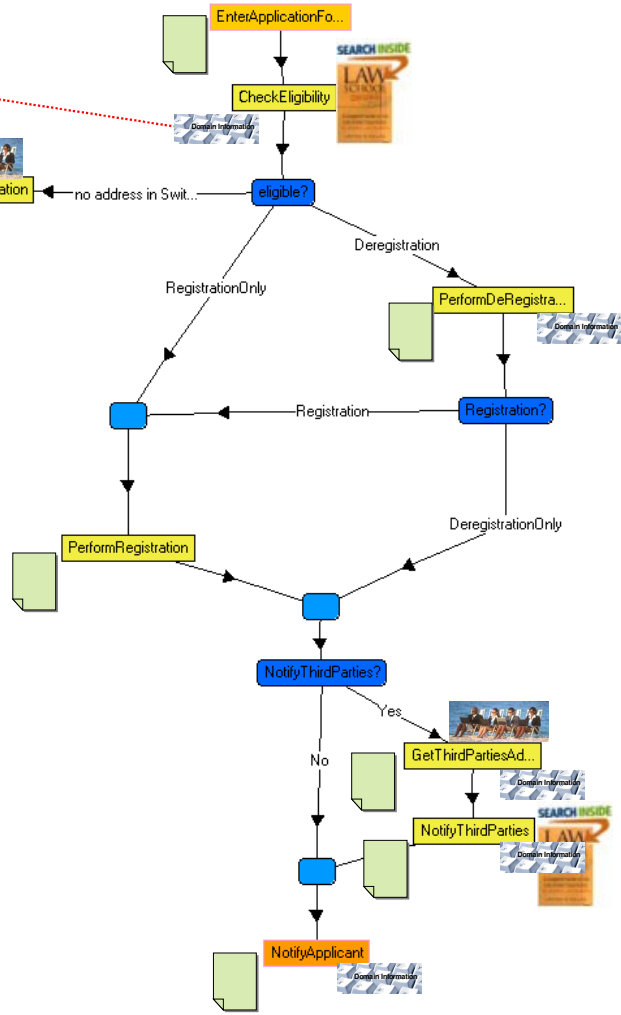 EnterApplicationFo...
SEARCH INSIDE
LAW
SCHOOL
CheckEligibility
Domain Information
ation
no address in Swit...
eligible?
Deregistration
RegistrationOnly
PerformDeRegistra...
Domain Information
Registration
Registration?
DeregistrationOnly
PerformRegistration
NotifyThirdParties?
Yes
No
GetThirdPartiesAd...
Domain Information
SEARCH INSIDE
LAW
NotifyThirdParties
Domain Information
NotifyApplicant
Domain Information